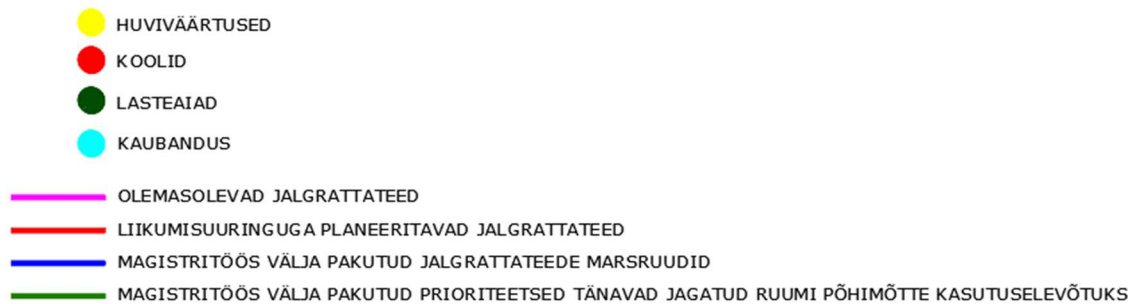 HUVIVÄÄRTUSED
KOOLID
LASTEAIAD
KAUBANDUS
OLEMASOLEVAD JALGRATTATEED
LIIKUMISUURINGUGA PLANEERITAVAD JALGRATTATEED
MAGISTRITÖÖS VÄLJA PAKUTUD JALGRATTATEEDE MARSRUUDID
MAGISTRITÖÖS VÄLJA PAKUTUD PRIORITEETSED TÄNAVAD JAGATUD RUUMI PÕHIMÕTTE KASUTUSELEVÕTUKS